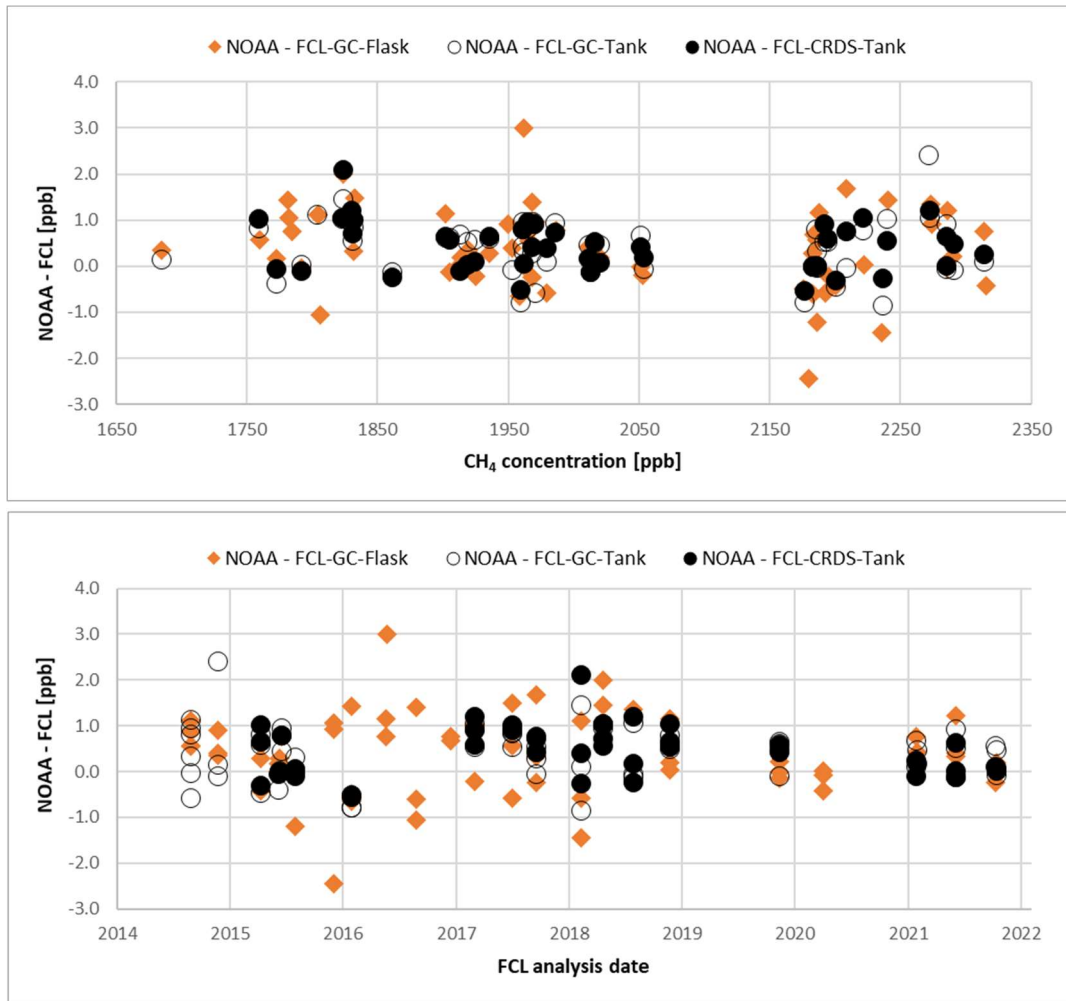 NOAA - FCL-GC-Flask NOAA - FCL-GC-Tank NOAA - FCL-CRDS-Tank
4.0
3.0
2.0
1.0
0.0
-1.0
-2.0
-3.0
NOAA - FCL [ppb]
1650 1750 1850 1950 2050 2150 2250 2350
CH₄ concentration [ppb]
NOAA - FCL-GC-Flask NOAA - FCL-GC-Tank NOAA - FCL-CRDS-Tank
4.0
3.0
2.0
1.0
0.0
-1.0
-2.0
-3.0
NOAA - FCL [ppb]
2014 2015 2016 2017 2018 2019 2020 2021 2022
FCL analysis date